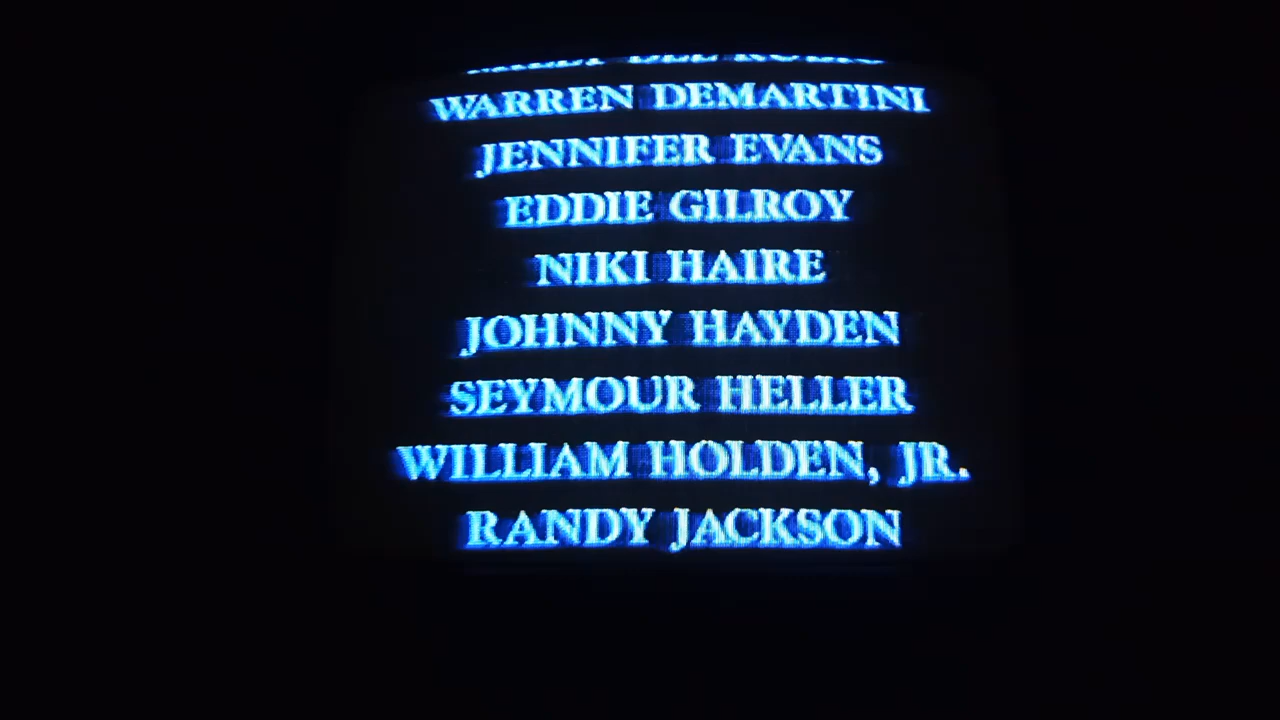 WARREN DEMARTINI
JENNIFER EVANS
EDDIE GILROY
NIKI HAIRE
JOHNNY HAYDEN
SEYMOUR HELLER
WILLIAM HOLDEN, JR.
RANDY JACKSON